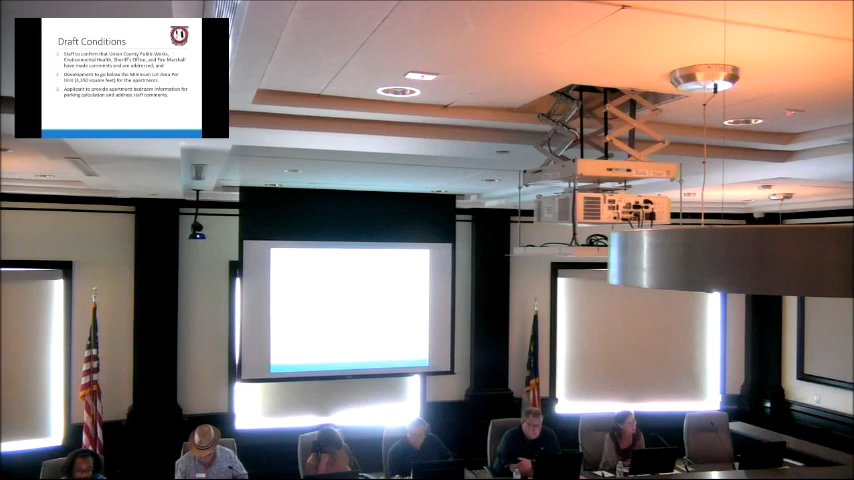 Draft Conditions
1. Staff to confirm that Union County Public Works,
Environmental Health, Sheriff's Office, and Fire Marshall
have made comments and are addressed, and
2. Development to go below the Minimum Lot Area Per
Unit (3,350 square feet) for the apartments.
3. Applicant to provide apartment bedroom information for
parking calculation and address staff comments.